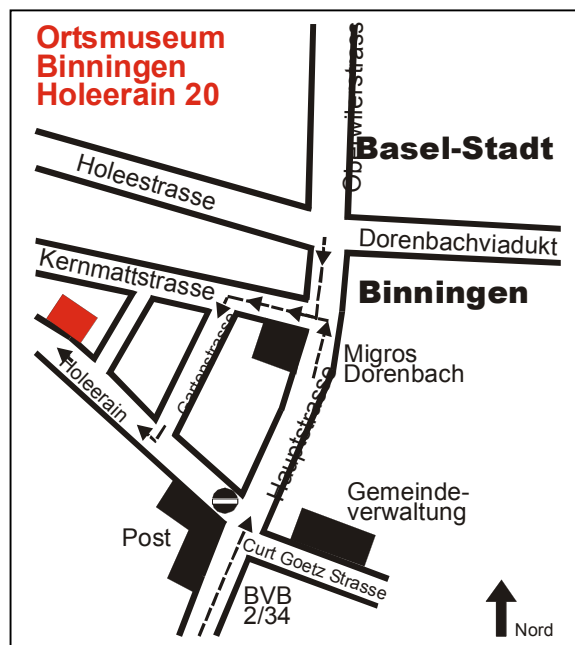 Ortsmuseum
Binningen
Holeerain 20
Oberwilerstrass
Basel-Stadt
Holeestrasse
Dorenbachviadukt
Kernmattstrasse
Binningen
Migros
Dorenbach
Gartenstrasse
Holeerain
Hauptstrasse
Gemeinde-
verwaltung
Post
Curt Goetz Strasse
BVB
2/34
Nord